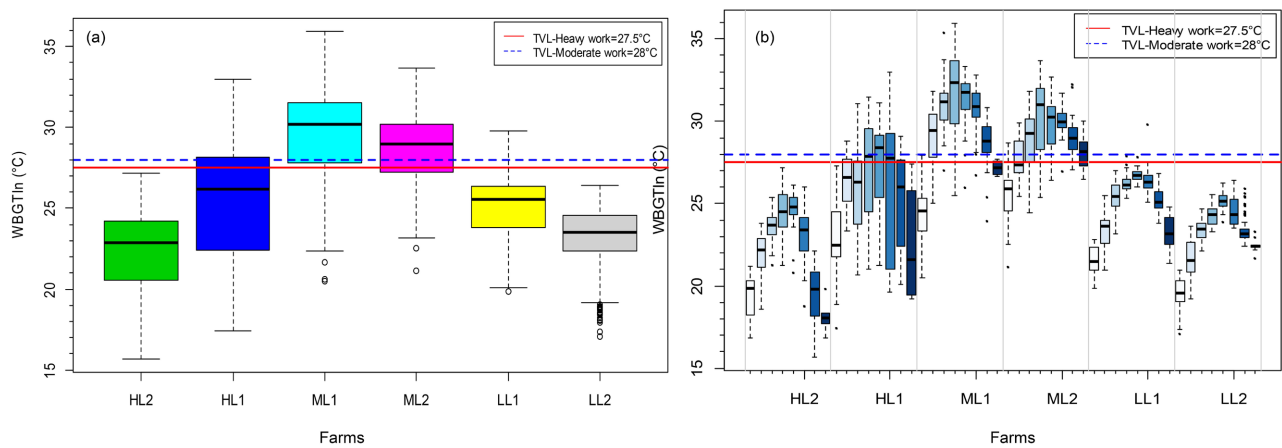 (a)
TVL-Heavy work=27.5°C
TVL-Moderate work=28°C
WBGTIn (°C)
35
30
25
20
15
HL2 HL1 ML1 ML2 LL1 LL2
Farms
(b)
TVL-Heavy work=27.5°C
TVL-Moderate work=28°C
WBGTIn (°C)
35
30
25
20
15
HL2 HL1 ML1 ML2 LL1 LL2
Farms